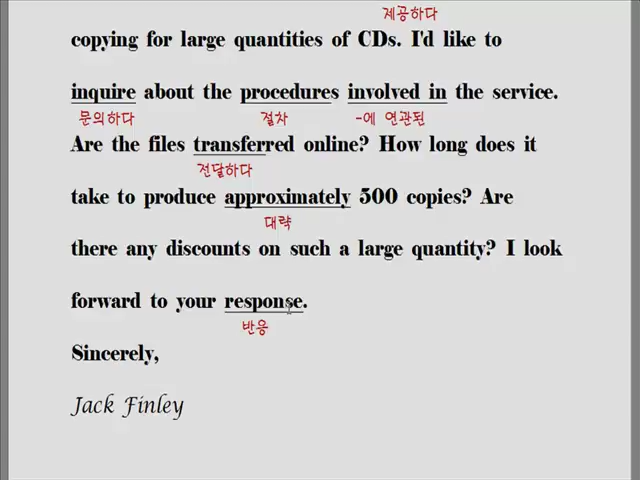 제공하다
copying for large quantities of CDs. I'd like to
inquire about the procedures involved in the service.
문의하다 절차 -에 연관된
Are the files transferred online? How long does it
전달하다
take to produce approximately 500 copies? Are
대략
there any discounts on such a large quantity? I look
forward to your response.
반응
Sincerely,
Jack Finley